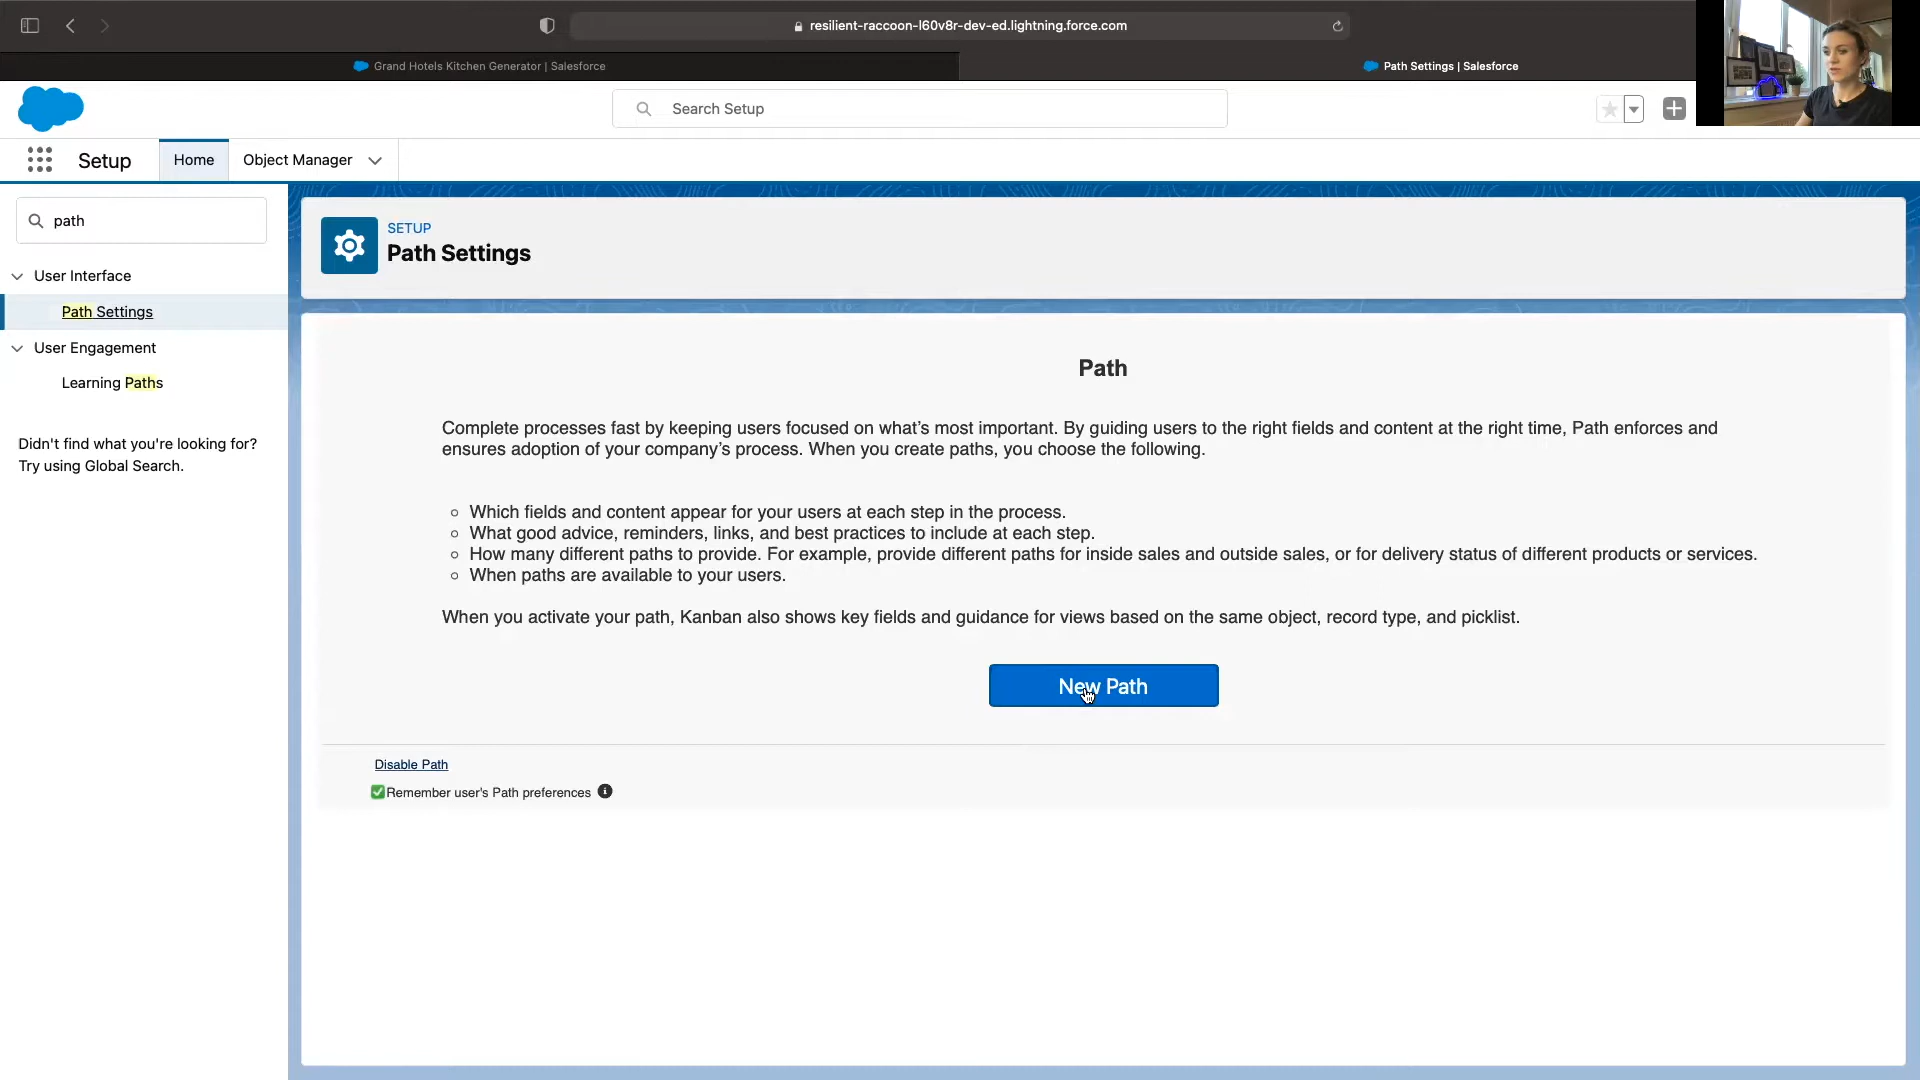 resilient-raccoon-l60v8r-dev-ed.lightning.force.com
Grand Hotels Kitchen Generator | Salesforce
Path Settings | Salesforce
Search Setup
Setup
Home
Object Manager
path
User Interface
Path Settings
User Engagement
Learning Paths
Didn't find what you're looking for?
Try using Global Search.
SETUP
Path Settings
Path
Complete processes fast by keeping users focused on what's most important. By guiding users to the right fields and content at the right time, Path enforces and
ensures adoption of your company's process. When you create paths, you choose the following.
Which fields and content appear for your users at each step in the process.
What good advice, reminders, links, and best practices to include at each step.
How many different paths to provide. For example, provide different paths for inside sales and outside sales, or for delivery status of different products or services.
When paths are available to your users.
When you activate your path, Kanban also shows key fields and guidance for views based on the same object, record type, and picklist.
New Path
Disable Path
Remember user's Path preferences